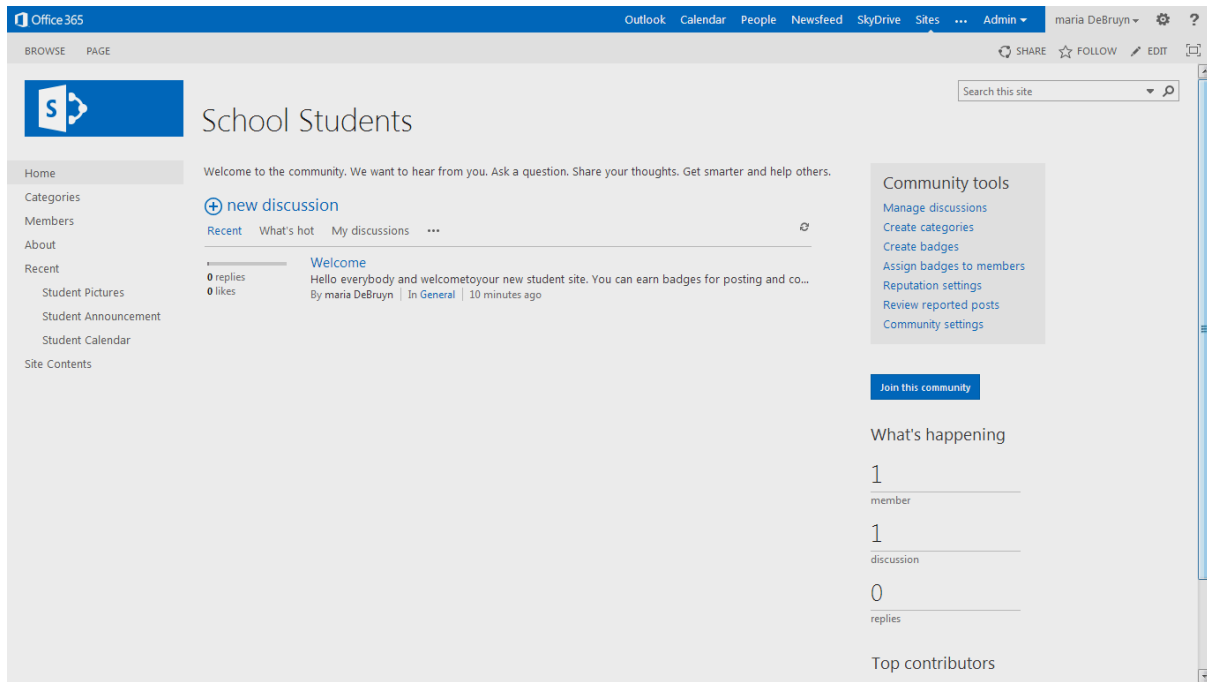 Office 365
Outlook Calendar People Newsfeed SkyDrive Sites ... Admin maria DeBruyn ?
BROWSE PAGE
SHARE FOLLOW EDIT
Search this site
S
School Students
Home
Categories
Members
About
Recent
Student Pictures
Student Announcement
Student Calendar
Site Contents
Welcome to the community. We want to hear from you. Ask a question. Share your thoughts. Get smarter and help others.
new discussion
Recent What's hot My discussions ...
0 replies
0 likes
Welcome
Hello everybody and welcometoyour new student site. You can earn badges for posting and co...
By maria DeBruyn | In General | 10 minutes ago
Community tools
Manage discussions
Create categories
Create badges
Assign badges to members
Reputation settings
Review reported posts
Community settings
Join this community
What's happening
1
member
1
discussion
0
replies
Top contributors